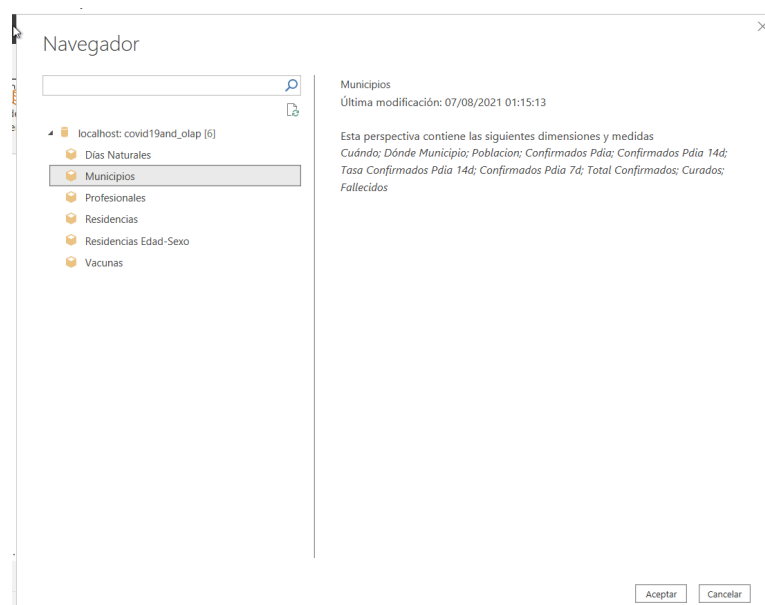 Navegador
localhost: covid19and_olap [6]
Días Naturales
Municipios
Profesionales
Residencias
Residencias Edad-Sexo
Vacunas
Municipios
Última modificación: 07/08/2021 01:15:13
Esta perspectiva contiene las siguientes dimensiones y medidas
Cuándo; Dónde Municipio; Poblacion; Confirmados Pdia; Confirmados Pdia 14d;
Tasa Confirmados Pdia 14d; Confirmados Pdia 7d; Total Confirmados; Curados;
Fallecidos
Aceptar
Cancelar